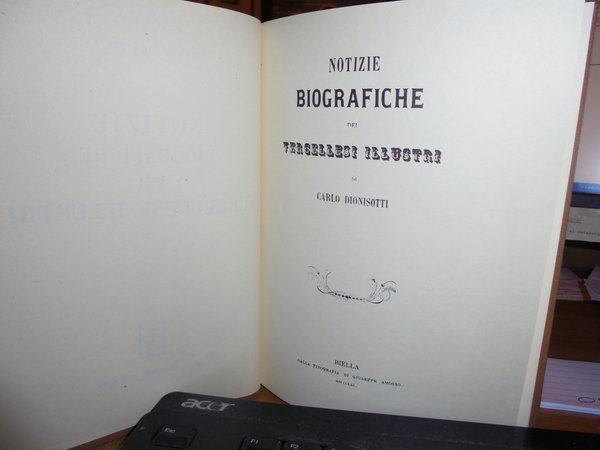 NOTIZIE
BIOGRAFICHE
DEI
VERCELLESI ILLUSTRI
DI
CARLO DIONISOTTI
BIELLA
DALLA TIPOGRAFIA DI GIUSEPPE AMOSSO
acer
Esc
F1
F2